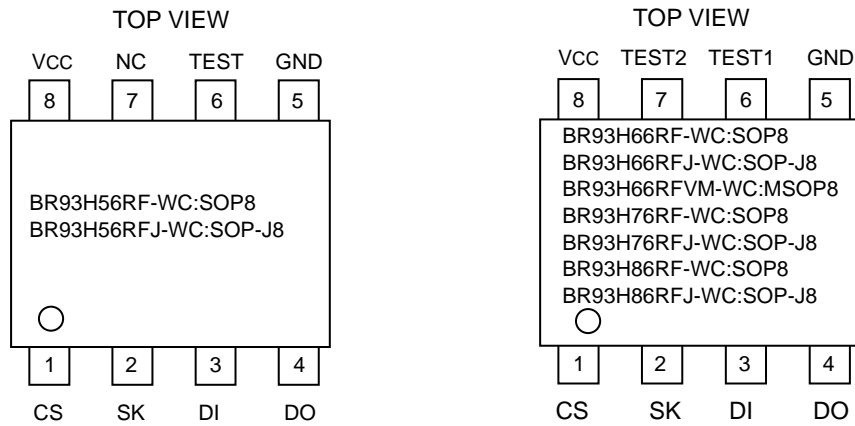 TOP VIEW
VCC NC TEST GND
8 7 6 5
BR93H56RF-WC:SOP8
BR93H56RFJ-WC:SOP-J8
1 2 3 4
CS SK DI DO
TOP VIEW
VCC TEST2 TEST1 GND
8 7 6 5
BR93H66RF-WC:SOP8
BR93H66RFJ-WC:SOP-J8
BR93H66RFVM-WC:MSOP8
BR93H76RF-WC:SOP8
BR93H76RFJ-WC:SOP-J8
BR93H86RF-WC:SOP8
BR93H86RFJ-WC:SOP-J8
1 2 3 4
CS SK DI DO